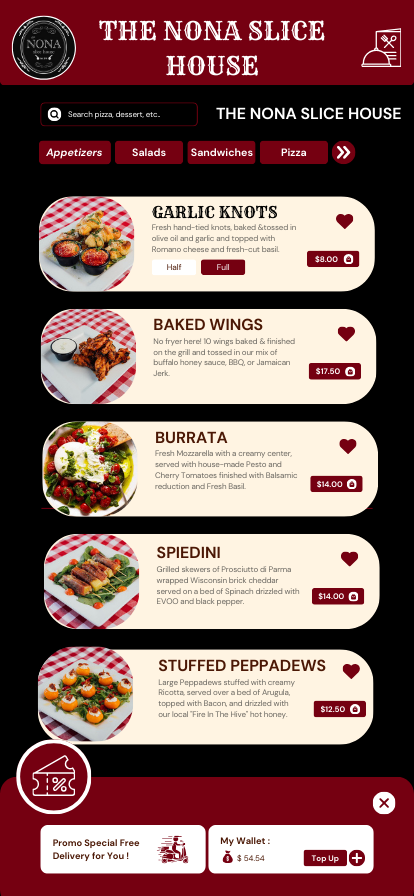 NONA
slice house
THE NONA SLICE
HOUSE
Search pizza, dessert, etc..
THE NONA SLICE HOUSE
Appetizers
Salads
Sandwiches
Pizza
GARLIC KNOTS
Fresh hand-tied knots, baked &tossed in
olive oil and garlic and topped with
Romano cheese and fresh-cut basil.
$8.00
Half
Full
BAKED WINGS
No fryer here! 10 wings baked & finished
on the grill and tossed in our mix of
buffalo honey sauce, BBQ, or Jamaican
Jerk.
$17.50
BURRATA
Fresh Mozzarella with a creamy center,
served with house-made Pesto and
Cherry Tomatoes finished with Balsamic
reduction and Fresh Basil.
$14.00
SPIEDINI
Grilled skewers of Prosciutto di Parma
wrapped Wisconsin brick cheddar
served on a bed of Spinach drizzled with
EVOO and black pepper.
$14.00
STUFFED PEPPADEWS
Large Peppadews stuffed with creamy
Ricotta, served over a bed of Arugula,
topped with Bacon, and drizzled with
our local "Fire In The Hive" hot honey.
$12.50
%
Promo Special Free
Delivery for You !
My Wallet :
$ 54.54
Top Up